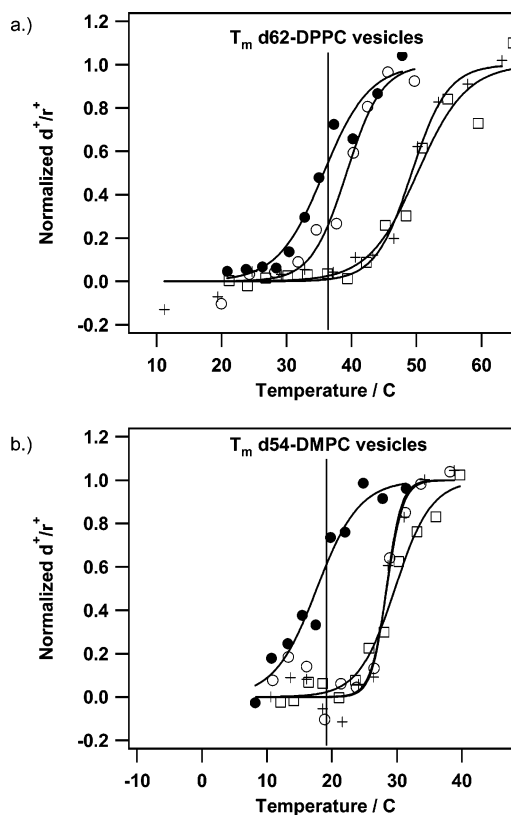 a.)
T_m d62-DPPC vesicles
1.2
1.0
0.8
0.6
0.4
0.2
0.0
-0.2
Normalized d⁺/r⁺
10 20 30 40 50 60
Temperature / C
b.)
T_m d54-DMPC vesicles
1.2
1.0
0.8
0.6
0.4
0.2
0.0
-0.2
Normalized d⁺/r⁺
-10 0 10 20 30 40
Temperature / C